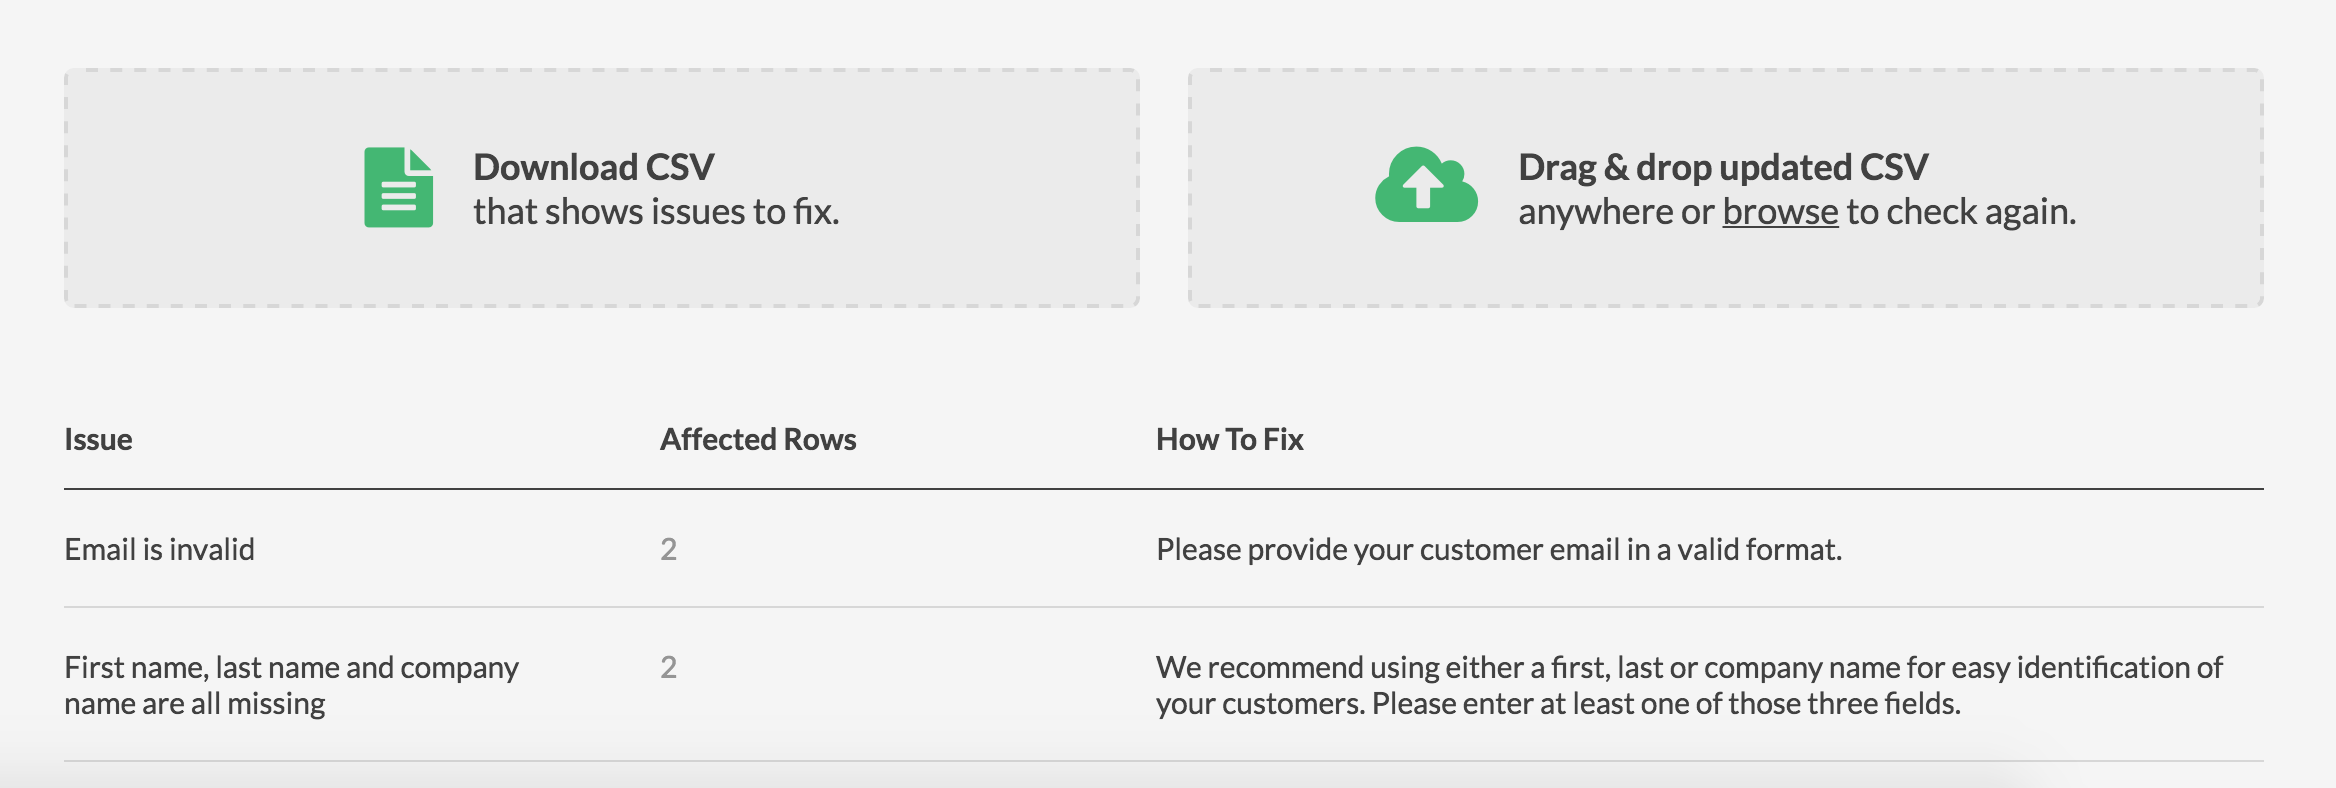 Download CSV
that shows issues to fix.
Drag & drop updated CSV
anywhere or browse to check again.
Issue
Affected Rows
How To Fix
Email is invalid
2
Please provide your customer email in a valid format.
First name, last name and company
name are all missing
2
We recommend using either a first, last or company name for easy identification of
your customers. Please enter at least one of those three fields.